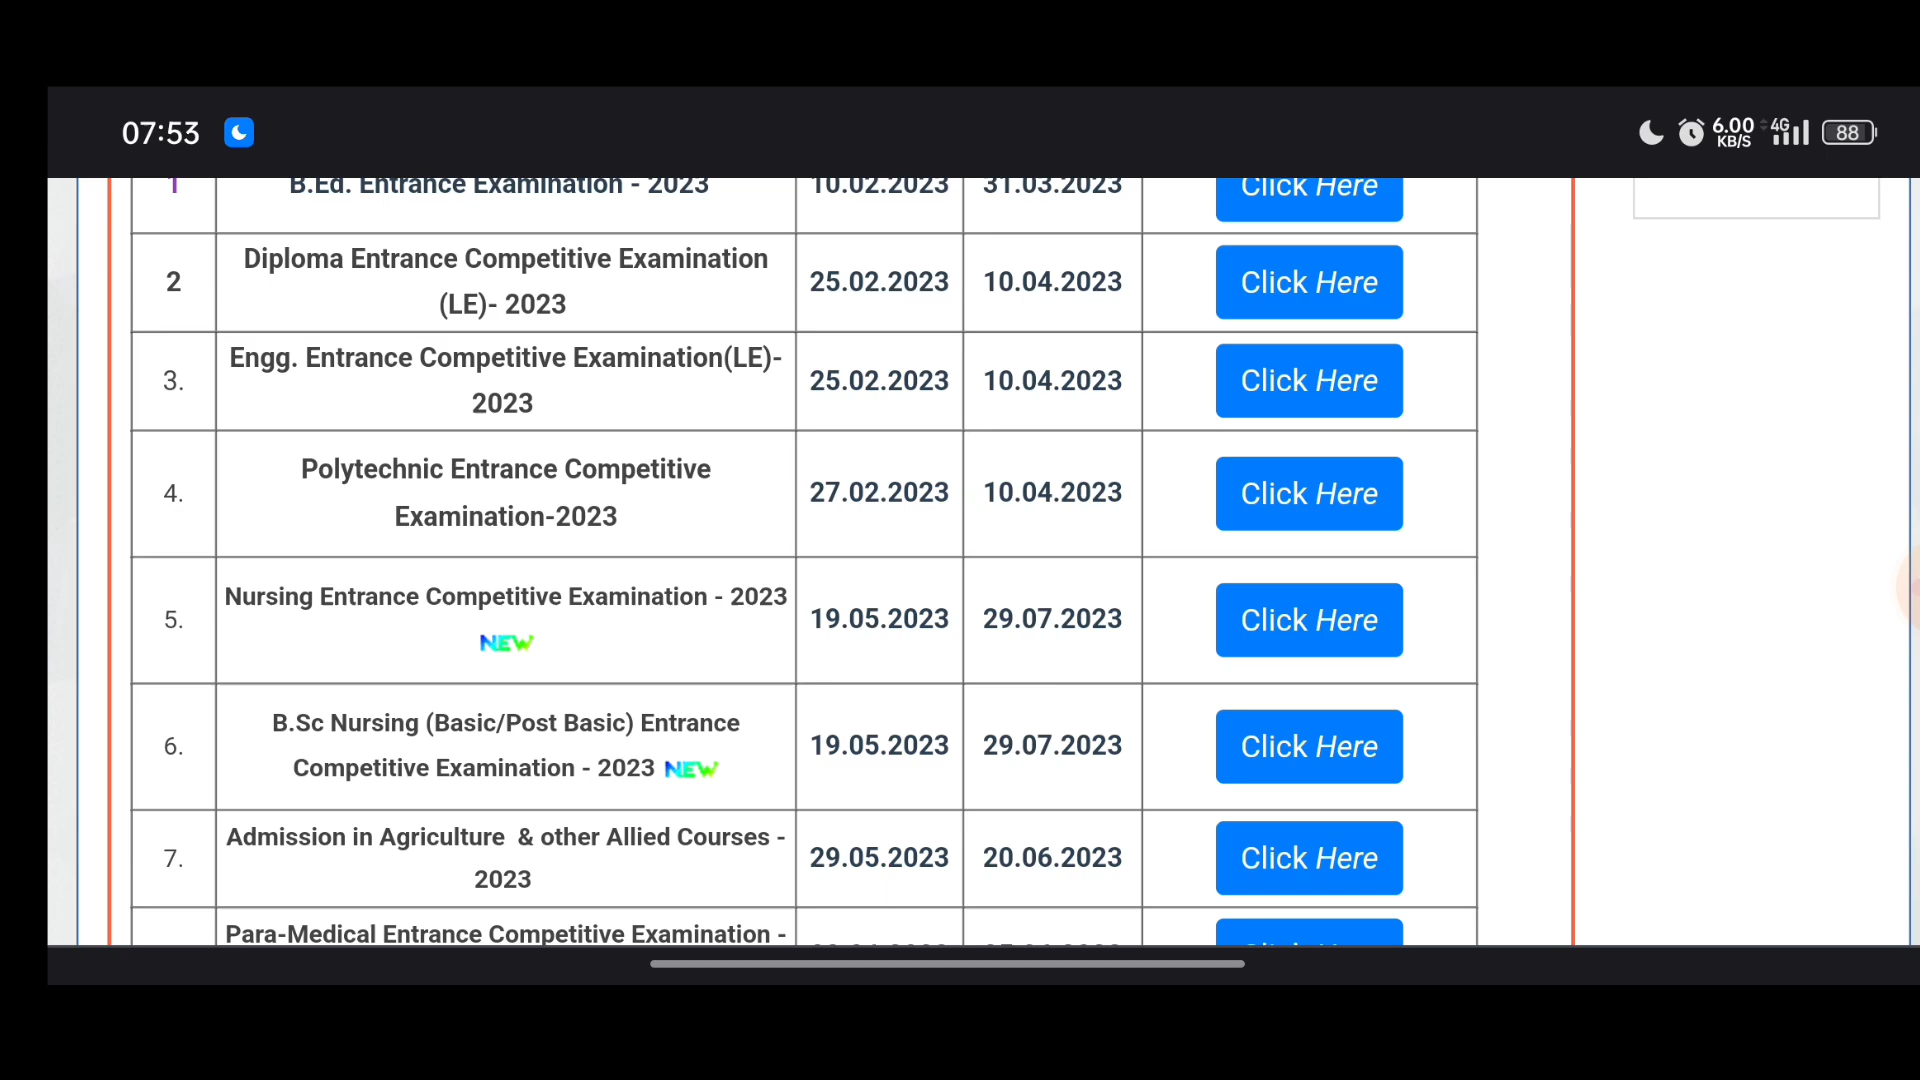 07:53
6.00 KB/S 4G 88
1 B.Ed. Entrance Examination - 2023 10.02.2023 31.03.2023 Click Here
2 Diploma Entrance Competitive Examination (LE)- 2023 25.02.2023 10.04.2023 Click Here
3. Engg. Entrance Competitive Examination(LE)- 2023 25.02.2023 10.04.2023 Click Here
4. Polytechnic Entrance Competitive Examination-2023 27.02.2023 10.04.2023 Click Here
5. Nursing Entrance Competitive Examination - 2023 NEW 19.05.2023 29.07.2023 Click Here
6. B.Sc Nursing (Basic/Post Basic) Entrance Competitive Examination - 2023 NEW 19.05.2023 29.07.2023 Click Here
7. Admission in Agriculture & other Allied Courses - 2023 29.05.2023 20.06.2023 Click Here
Para-Medical Entrance Competitive Examination -